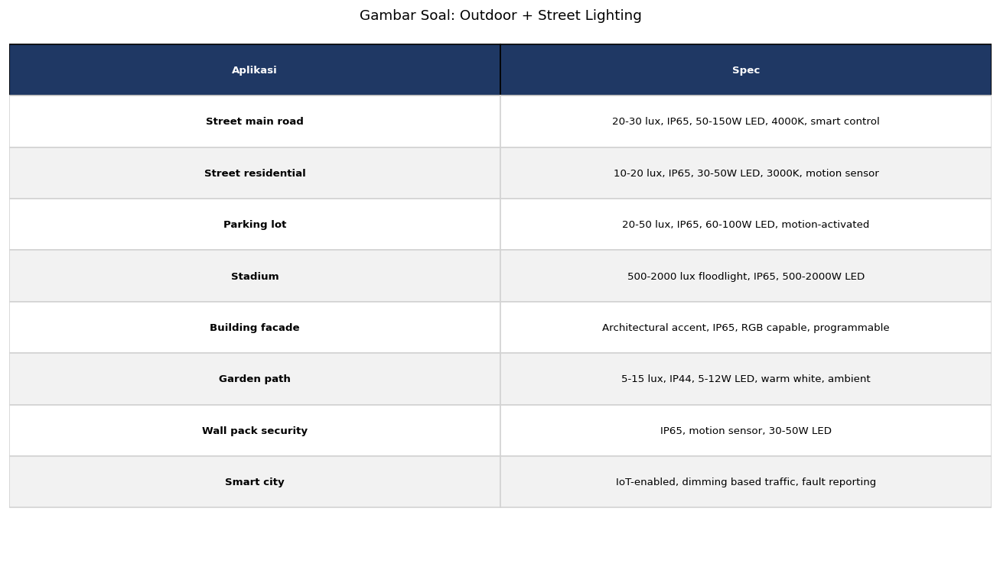 Gambar Soal: Outdoor + Street Lighting
Aplikasi
Spec
Street main road
20-30 lux, IP65, 50-150W LED, 4000K, smart control
Street residential
10-20 lux, IP65, 30-50W LED, 3000K, motion sensor
Parking lot
20-50 lux, IP65, 60-100W LED, motion-activated
Stadium
500-2000 lux floodlight, IP65, 500-2000W LED
Building facade
Architectural accent, IP65, RGB capable, programmable
Garden path
5-15 lux, IP44, 5-12W LED, warm white, ambient
Wall pack security
IP65, motion sensor, 30-50W LED
Smart city
IoT-enabled, dimming based traffic, fault reporting